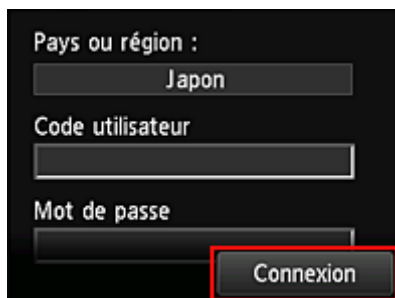 Pays ou région :
Japon
Code utilisateur
Mot de passe
Connexion